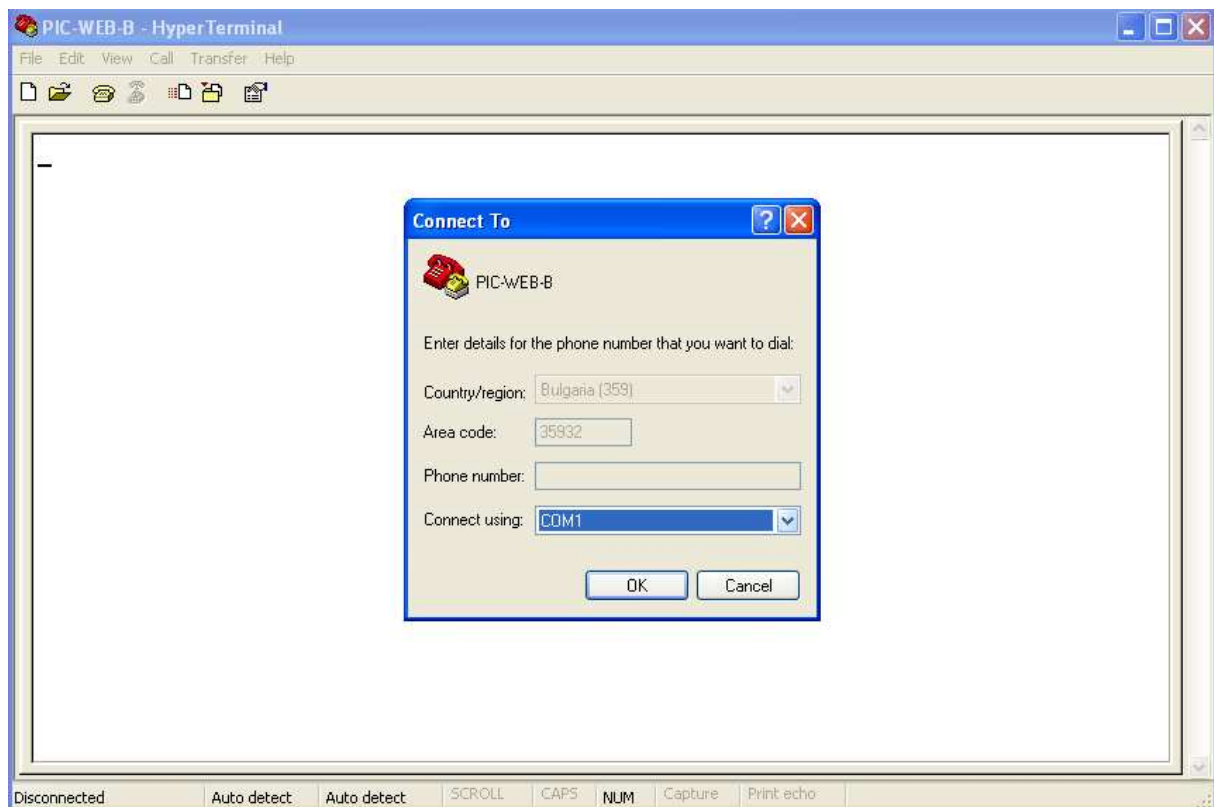 PIC-WEB-B - HyperTerminal
File Edit View Call Transfer Help
Connect To
PIC-WEB-B
Enter details for the phone number that you want to dial:
Country/region: Bulgaria (359)
Area code: 35932
Phone number:
Connect using: COM1
OK Cancel
Disconnected Auto detect Auto detect SCROLL CAPS NUM Capture Print echo